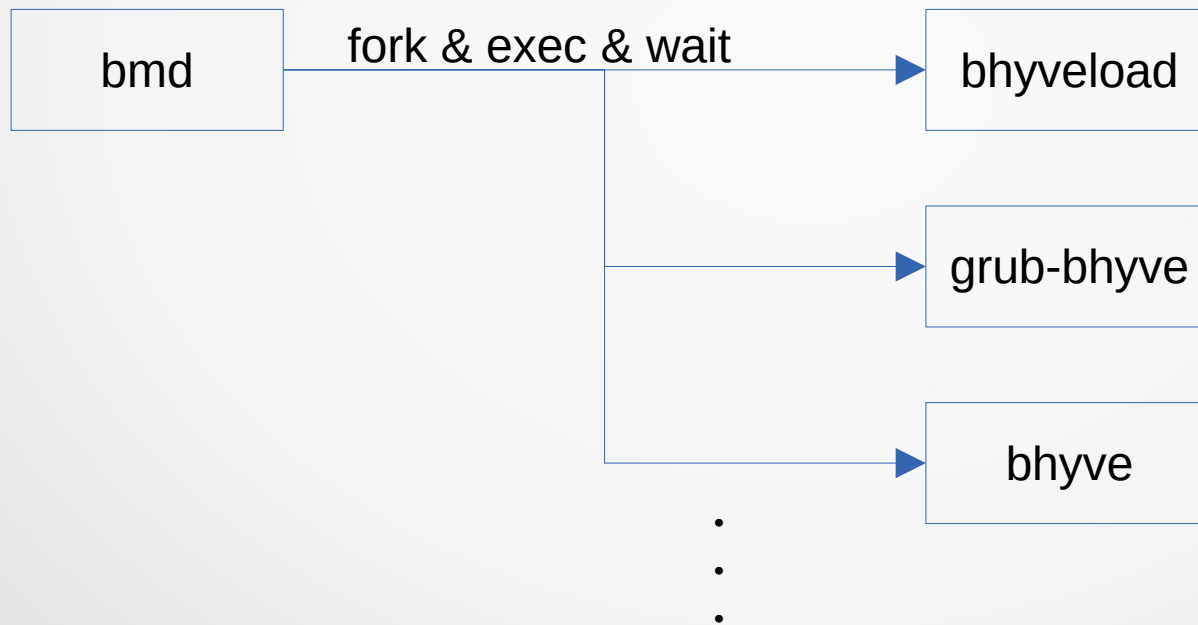 bmd
fork & exec & wait
bhyveload
grub-bhyve
bhyve
.
.
.